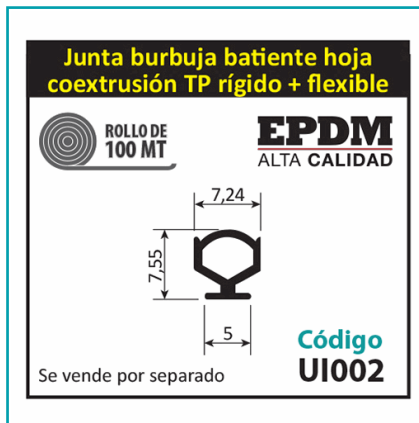 Junta burbuja batiente hoja
coextrusión TP rígido + flexible
ROLLO DE
100 MT
EPDM
ALTA CALIDAD
7,24
7,55
5
Código
UI002
Se vende por separado